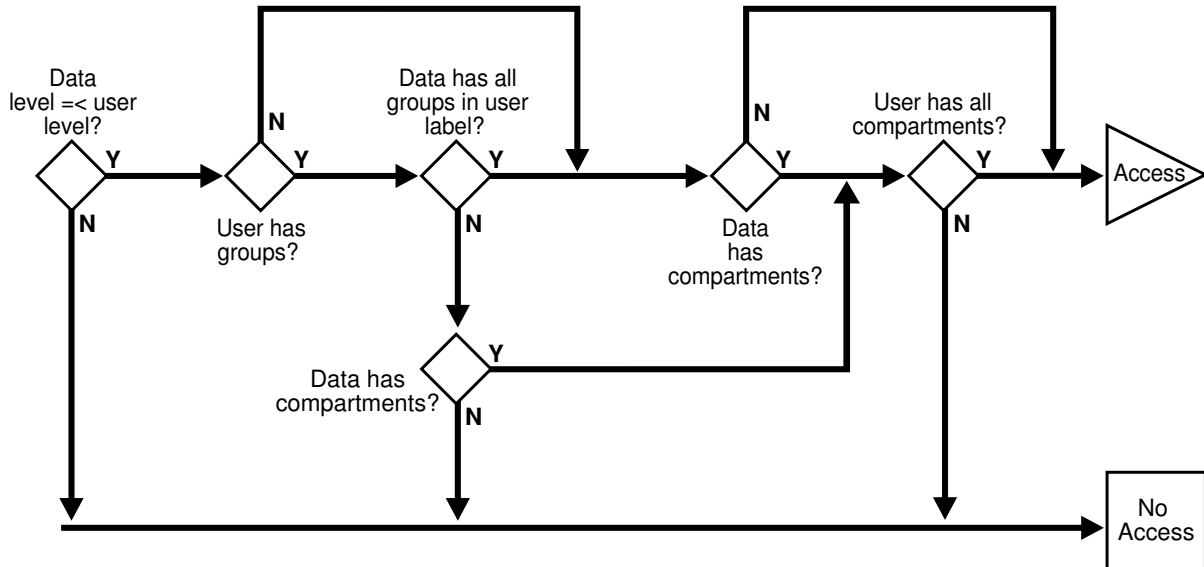 Data
level =< user
level?
Y
N
N
Y
User has
groups?
Data has all
groups in user
label?
Y
N
Data has
compartments?
Y
N
N
Y
Data
has
compartments?
User has all
compartments?
Y
N
Access
No
Access